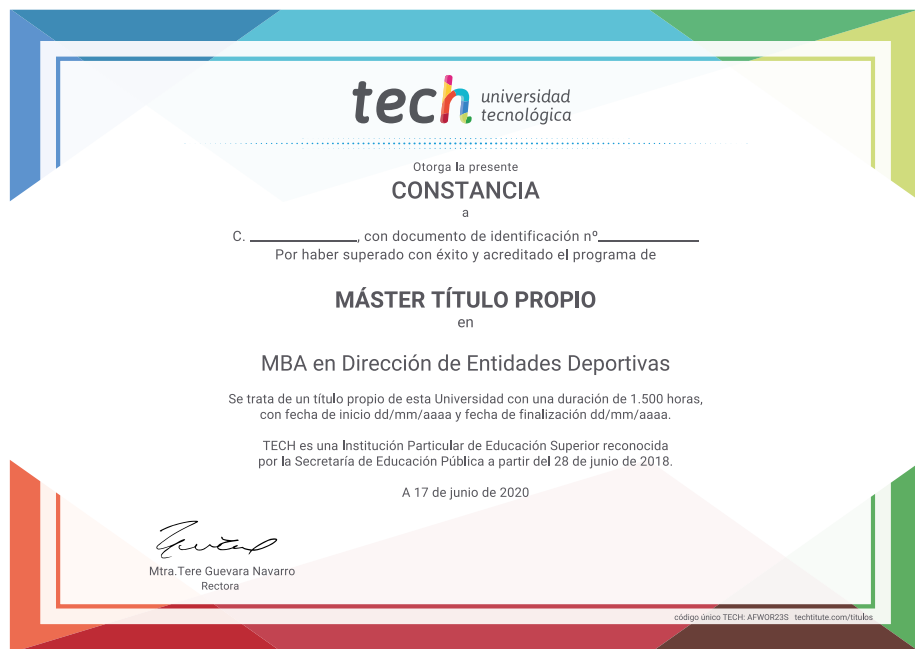 tech universidad
tecnológica
Otorga la presente
CONSTANCIA
a
C. ____________, con documento de identificación nº____________
Por haber superado con éxito y acreditado el programa de
MÁSTER TÍTULO PROPIO
en
MBA en Dirección de Entidades Deportivas
Se trata de un título propio de esta Universidad con una duración de 1.500 horas,
con fecha de inicio dd/mm/aaaa y fecha de finalización dd/mm/aaaa.
TECH es una Institución Particular de Educación Superior reconocida
por la Secretaría de Educación Pública a partir del 28 de junio de 2018.
A 17 de junio de 2020
Mtra.Tere Guevara Navarro
Rectora
código único TECH: AFWOR23S techtitute.com/titulos